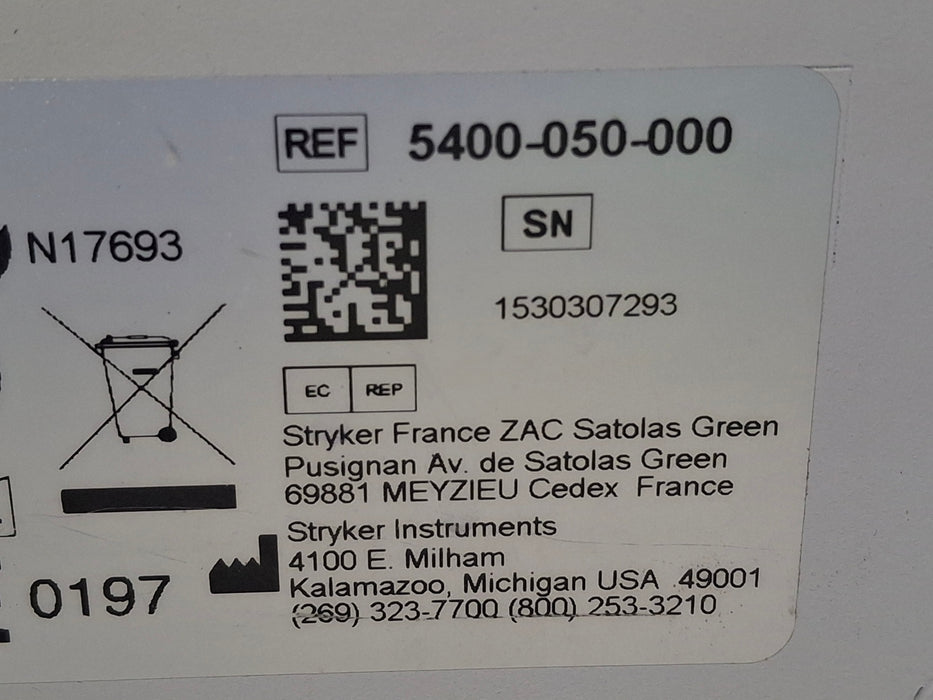 REF 5400-050-000
N17693
SN
1530307293
EC REP
Stryker France ZAC Satolas Green
Pusignan Av. de Satolas Green
69881 MEYZIEU Cedex France
Stryker Instruments
4100 E. Milham
Kalamazoo, Michigan USA 49001
(269) 323-7700 (800) 253-3210
0197